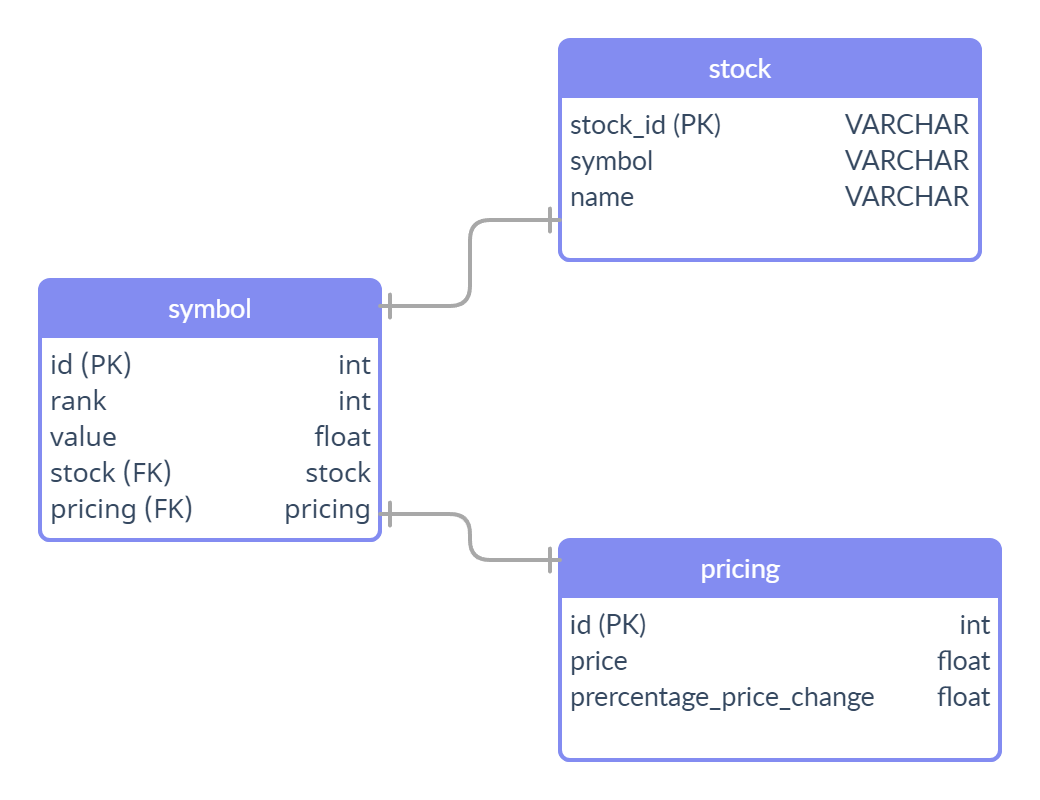 stock
stock_id (PK) VARCHAR
symbol VARCHAR
name VARCHAR
symbol
id (PK) int
rank int
value float
stock (FK) stock
pricing (FK) pricing
pricing
id (PK) int
price float
prercentage_price_change float